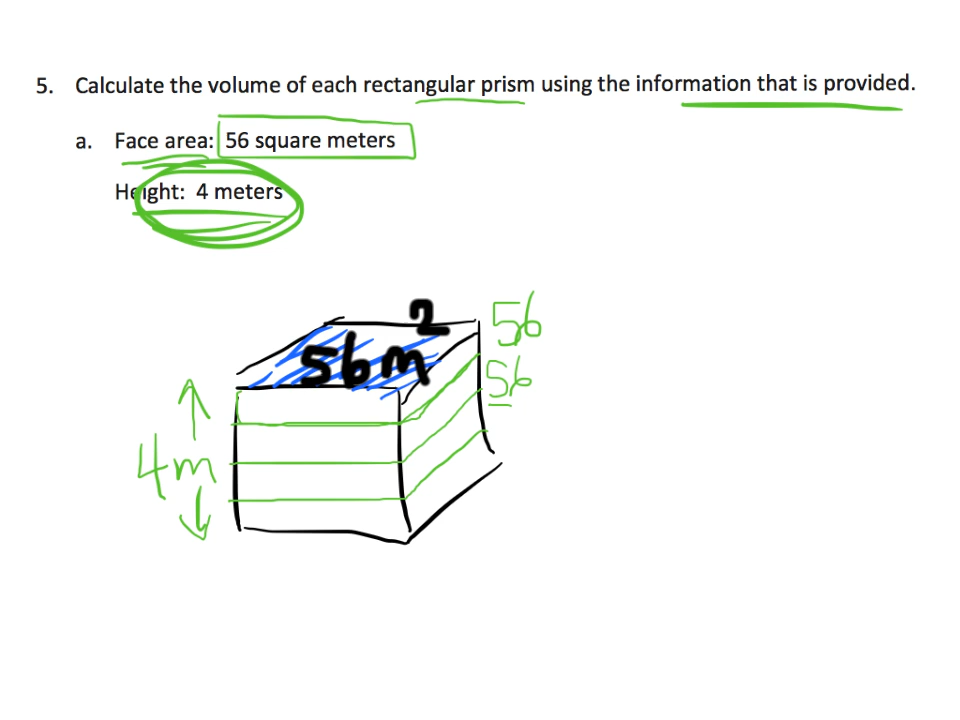 5. Calculate the volume of each rectangular prism using the information that is provided.
a. Face area: 56 square meters
Height: 4 meters
56m²
56
56
4m